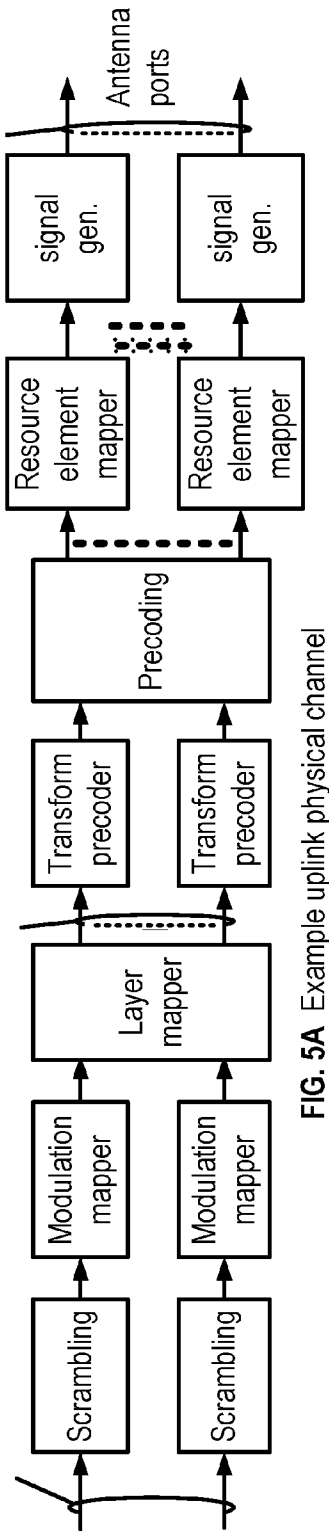 Scrambling
Modulation
mapper
Layer
mapper
Transform
precoder
Precoding
Resource
element
mapper
signal
gen.
Antenna
ports
Scrambling
Modulation
mapper
Transform
precoder
Resource
element
mapper
signal
gen.
FIG. 5A Example uplink physical channel